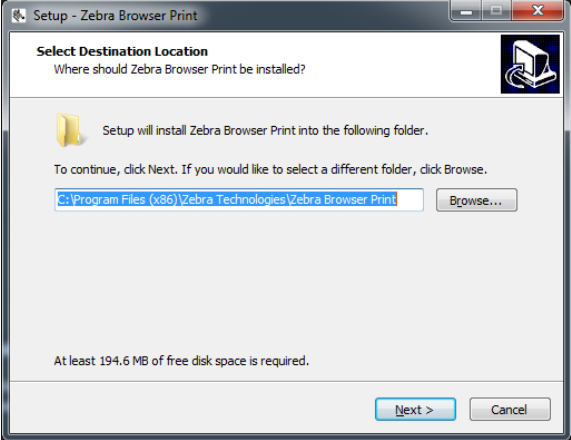 Setup - Zebra Browser Print
Select Destination Location
Where should Zebra Browser Print be installed?
Setup will install Zebra Browser Print into the following folder.
To continue, click Next. If you would like to select a different folder, click Browse.
C:\Program Files (x86)\Zebra Technologies\Zebra Browser Print
Browse...
At least 194.6 MB of free disk space is required.
Next >
Cancel